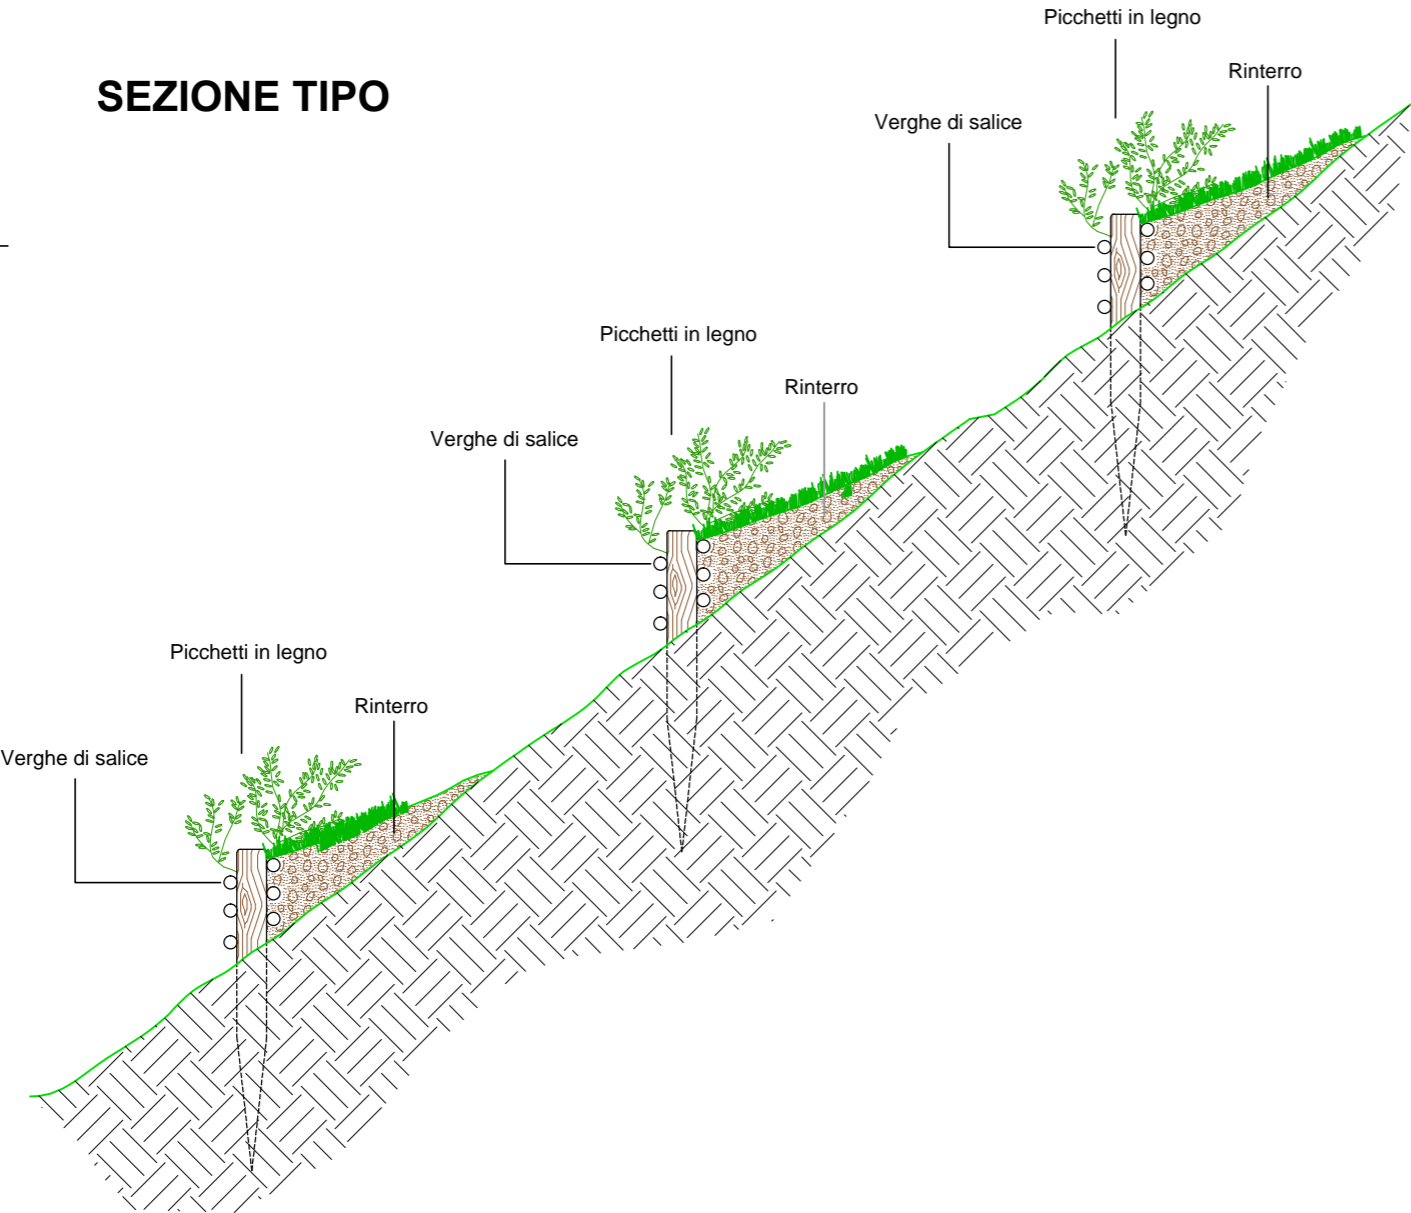 Picchetti in legno
Rinterro
SEZIONE TIPO
Verghe di salice
Picchetti in legno
Rinterro
Verghe di salice
Picchetti in legno
Rinterro
Verghe di salice